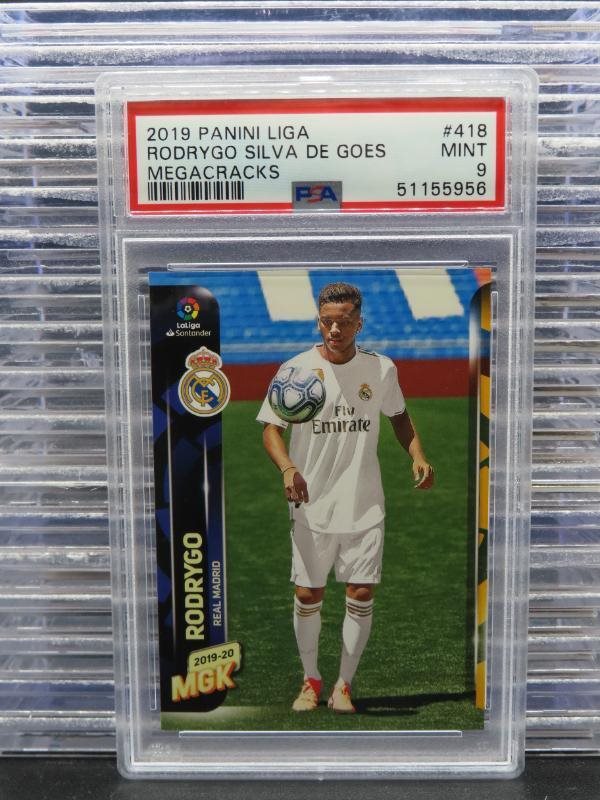 2019 PANINI LIGA #418
RODRYGO SILVA DE GOES MINT
MEGACRACKS 9
PSA 51155956
LaLiga
Santander
Fly
Emirate
RODRYGO
REAL MADRID
2019-20
MGK